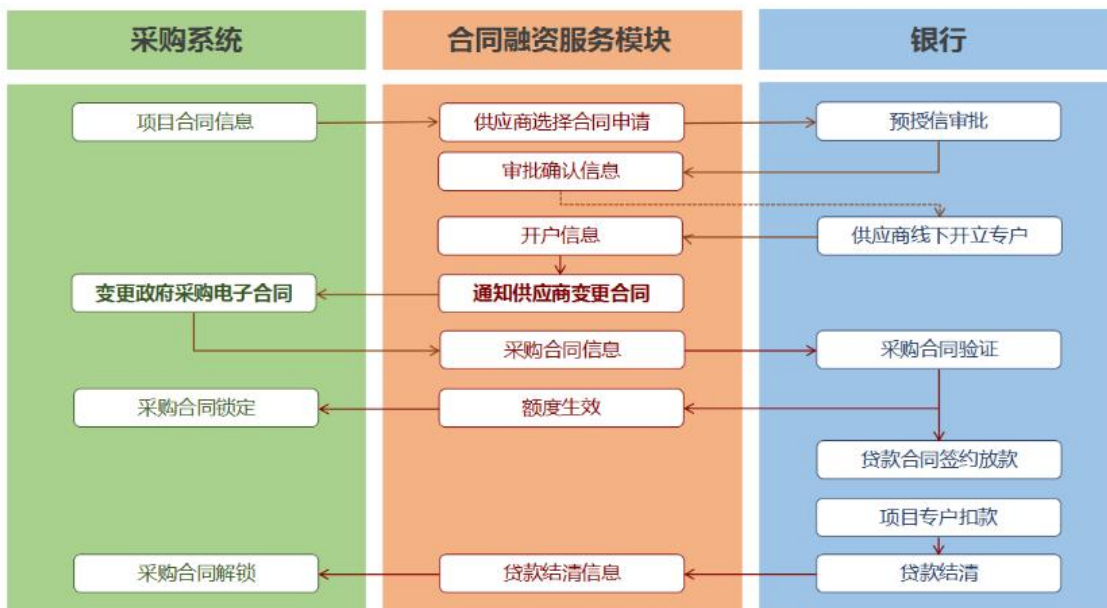 采购系统
合同融资服务模块
银行
项目合同信息
供应商选择合同申请
预授信审批
审批确认信息
开户信息
供应商线下开立专户
变更政府采购电子合同
通知供应商变更合同
采购合同信息
采购合同验证
采购合同锁定
额度生效
贷款合同签约放款
项目专户扣款
采购合同解锁
贷款结清信息
贷款结清